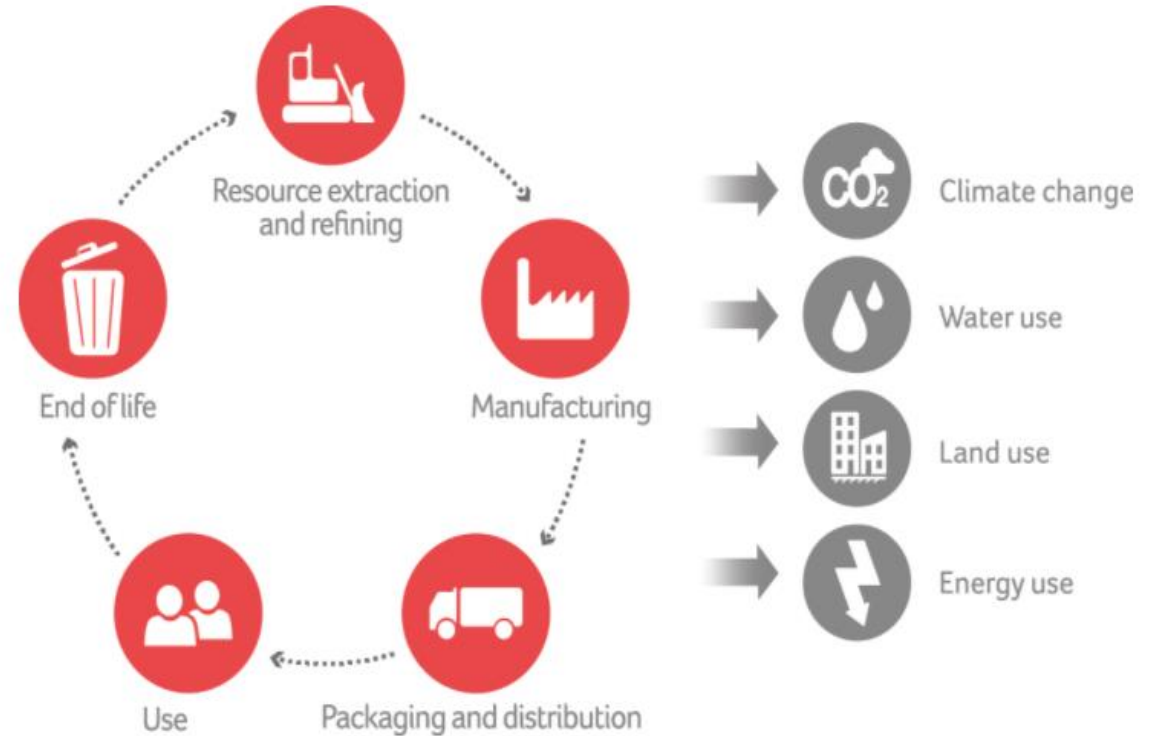 Resource extraction
and refining
Manufacturing
Packaging and distribution
Use
End of life
CO2
Climate change
Water use
Land use
Energy use